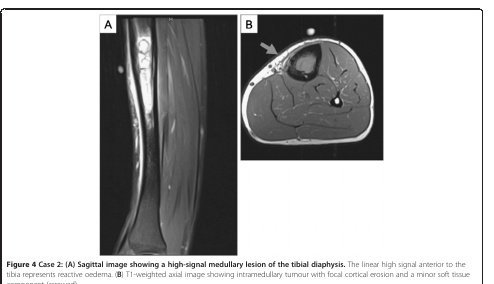 A
B
Figure 4 Case 2: (A) Sagittal image showing a high-signal medullary lesion of the tibial diaphysis. The linear high signal anterior to the
tibia represents reactive oedema. (B) T1-weighted axial image showing intramedullary tumour with focal cortical erosion and a minor soft tissue